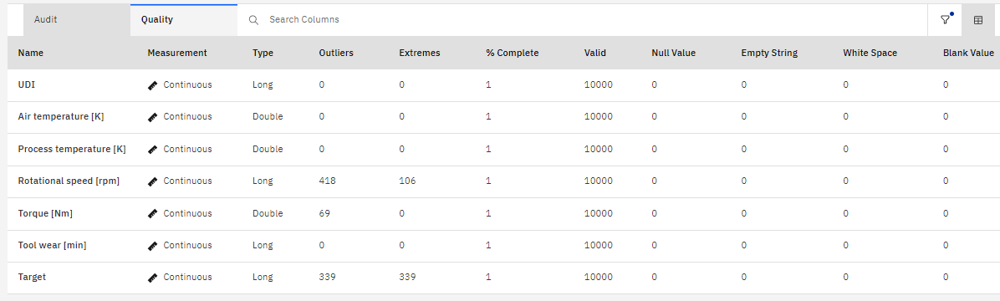 Audit Quality Search Columns
Name Measurement Type Outliers Extremes % Complete Valid Null Value Empty String White Space Blank Value
UDI Continuous Long 0 0 1 10000 0 0 0 0
Air temperature [K] Continuous Double 0 0 1 10000 0 0 0 0
Process temperature [K] Continuous Double 0 0 1 10000 0 0 0 0
Rotational speed [rpm] Continuous Long 418 106 1 10000 0 0 0 0
Torque [Nm] Continuous Double 69 0 1 10000 0 0 0 0
Tool wear [min] Continuous Long 0 0 1 10000 0 0 0 0
Target Continuous Long 339 339 1 10000 0 0 0 0